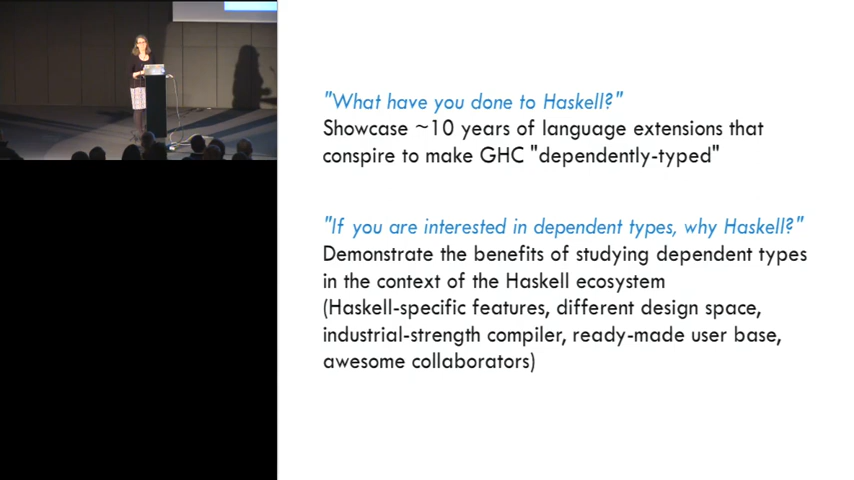 "What have you done to Haskell?"
Showcase ~10 years of language extensions that
conspire to make GHC "dependently-typed"
"If you are interested in dependent types, why Haskell?"
Demonstrate the benefits of studying dependent types
in the context of the Haskell ecosystem
(Haskell-specific features, different design space,
industrial-strength compiler, ready-made user base,
awesome collaborators)